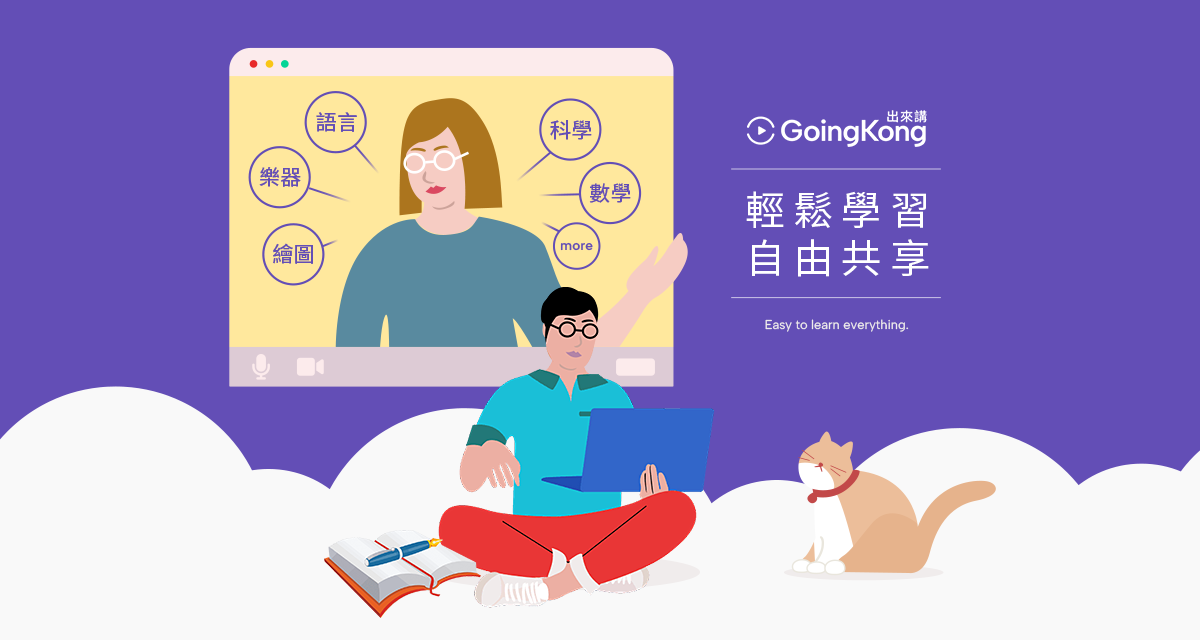 語言
樂器
繪圖
科學
數學
more
出來講
GoingKong
輕鬆學習
自由共享
Easy to learn everything.